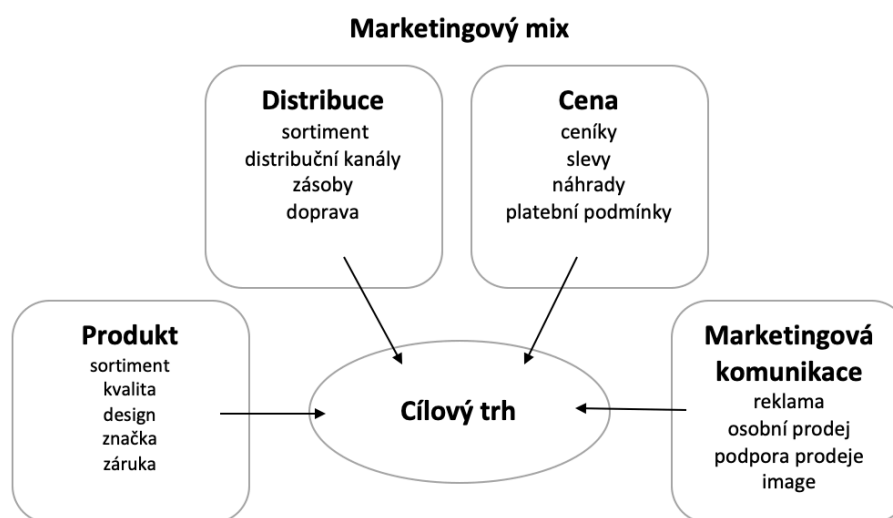 Marketingový mix
Distribuce
sortiment
distribuční kanály
zásoby
doprava
Cena
ceníky
slevy
náhrady
platební podmínky
Produkt
sortiment
kvalita
design
značka
záruka
Cílový trh
Marketingová
komunikace
reklama
osobní prodej
podpora prodeje
image